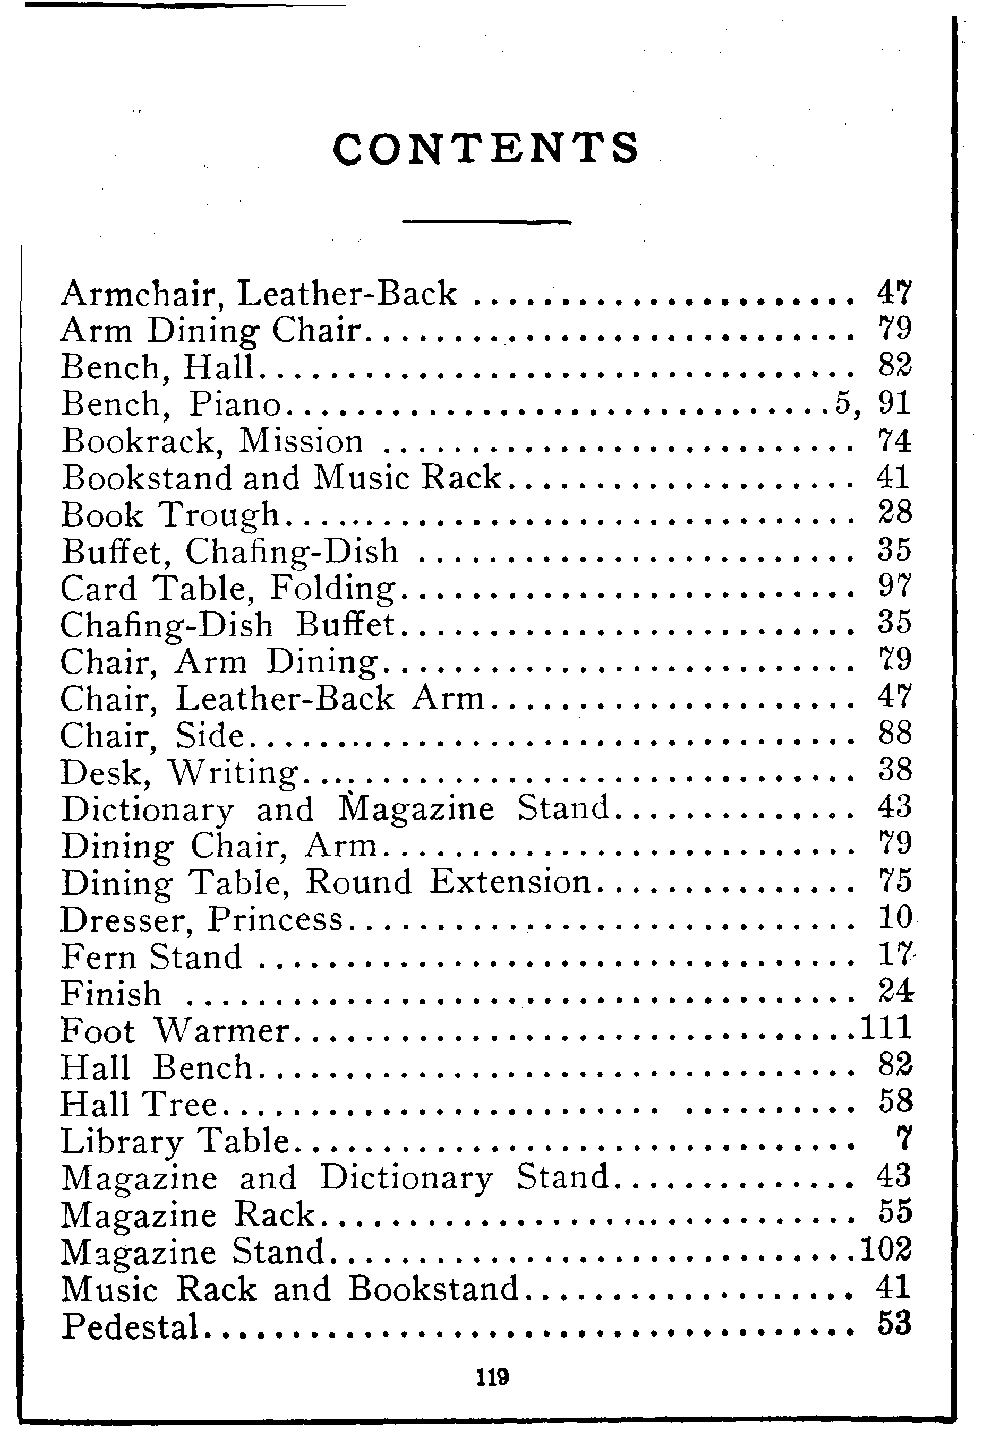 CONTENTS
Armchair, Leather-Back ...................... 47
Arm Dining Chair............................ 79
Bench, Hall.................................. 82
Bench, Piano...............................5, 91
Bookrack, Mission ........................... 74
Bookstand and Music Rack.................... 41
Book Trough................................. 28
Buffet, Chafing-Dish ......................... 35
Card Table, Folding.......................... 97
Chafing-Dish Buffet.......................... 35
Chair, Arm Dining........................... 79
Chair, Leather-Back Arm..................... 47
Chair, Side................................... 88
Desk, Writing................................ 38
Dictionary and Magazine Stand.............. 43
Dining Chair, Arm........................... 79
Dining Table, Round Extension............... 75
Dresser, Princess............................. 10
Fern Stand .................................. 17
Finish ...................................... 24
Foot Warmer................................111
Hall Bench.................................. 82
Hall Tree......................... .......... 58
Library Table................................ 7
Magazine and Dictionary Stand.............. 43
Magazine Rack............................... 55
Magazine Stand..............................102
Music Rack and Bookstand................... 41
Pedestal..................................... 53
119